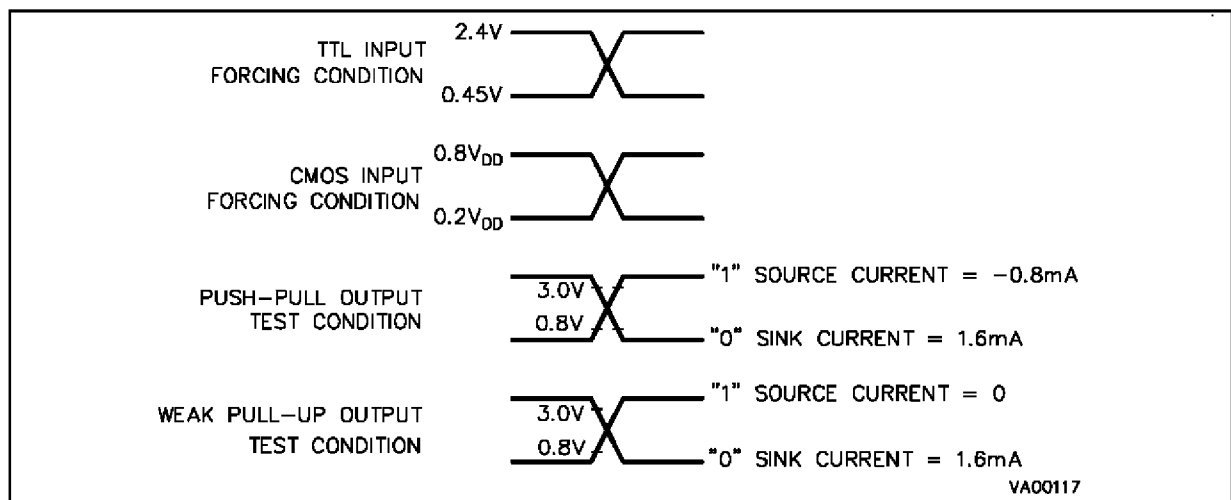 TTL INPUT
FORCING CONDITION
2.4V
0.45V
CMOS INPUT
FORCING CONDITION
0.8VDD
0.2VDD
PUSH-PULL OUTPUT
TEST CONDITION
3.0V
0.8V
"1" SOURCE CURRENT = -0.8mA
"0" SINK CURRENT = 1.6mA
WEAK PULL-UP OUTPUT
TEST CONDITION
3.0V
0.8V
"1" SOURCE CURRENT = 0
"0" SINK CURRENT = 1.6mA
VA00117